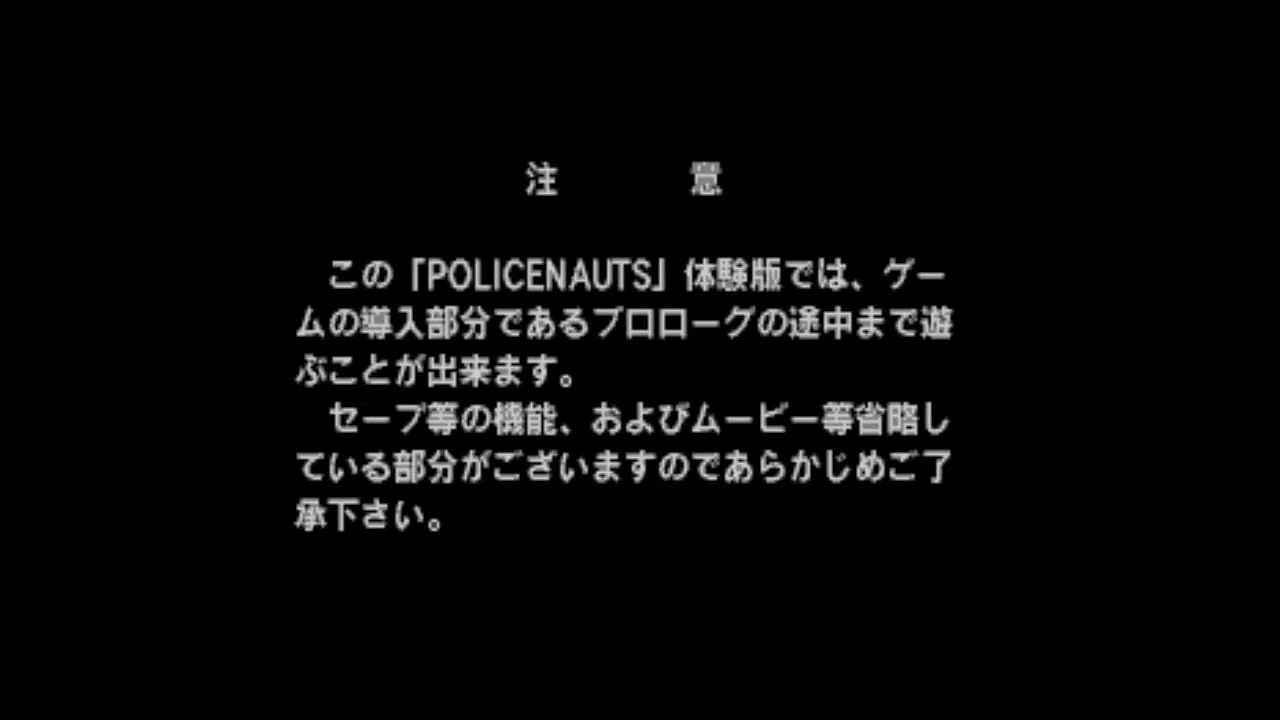 注　　　　意
この「POLICENAUTS」体験版では、ゲー
ムの導入部分であるプロローグの途中まで遊
ぶことが出来ます。
セーブ等の機能、およびムービー等省略し
ている部分がございますのであらかじめご了
承下さい。